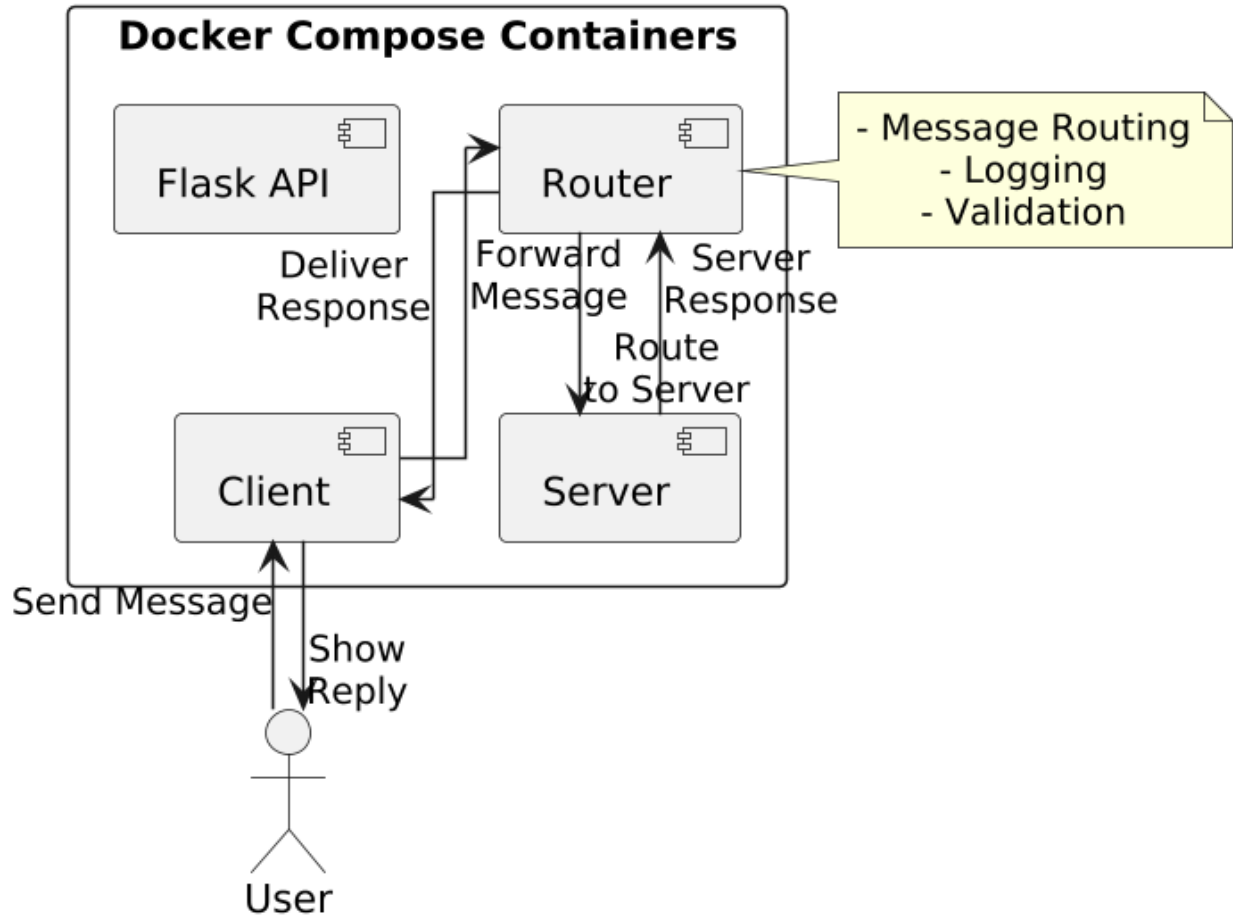 Docker Compose Containers
Flask API
Router
- Message Routing
- Logging
- Validation
Deliver
Response
Forward
Message
Server
Response
Route
to Server
Client
Server
Send Message
Show
Reply
User